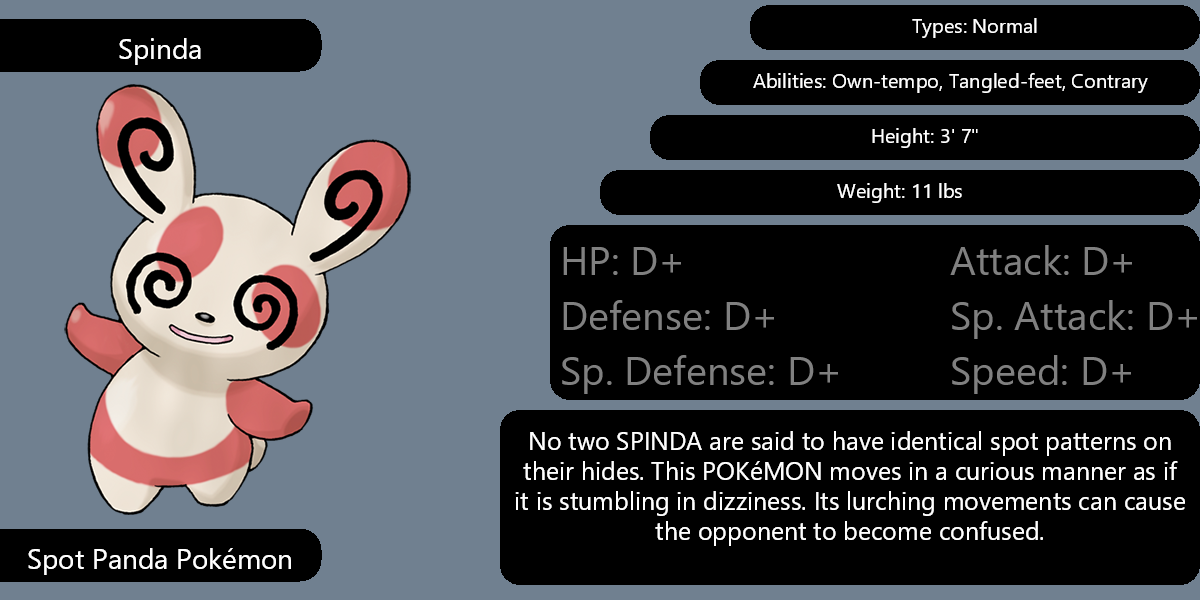 Spinda
Types: Normal
Abilities: Own-tempo, Tangled-feet, Contrary
Height: 3' 7"
Weight: 11 lbs
HP: D+
Attack: D+
Defense: D+
Sp. Attack: D+
Sp. Defense: D+
Speed: D+
No two SPINDA are said to have identical spot patterns on
their hides. This POKéMON moves in a curious manner as if
it is stumbling in dizziness. Its lurching movements can cause
the opponent to become confused.
Spot Panda Pokémon